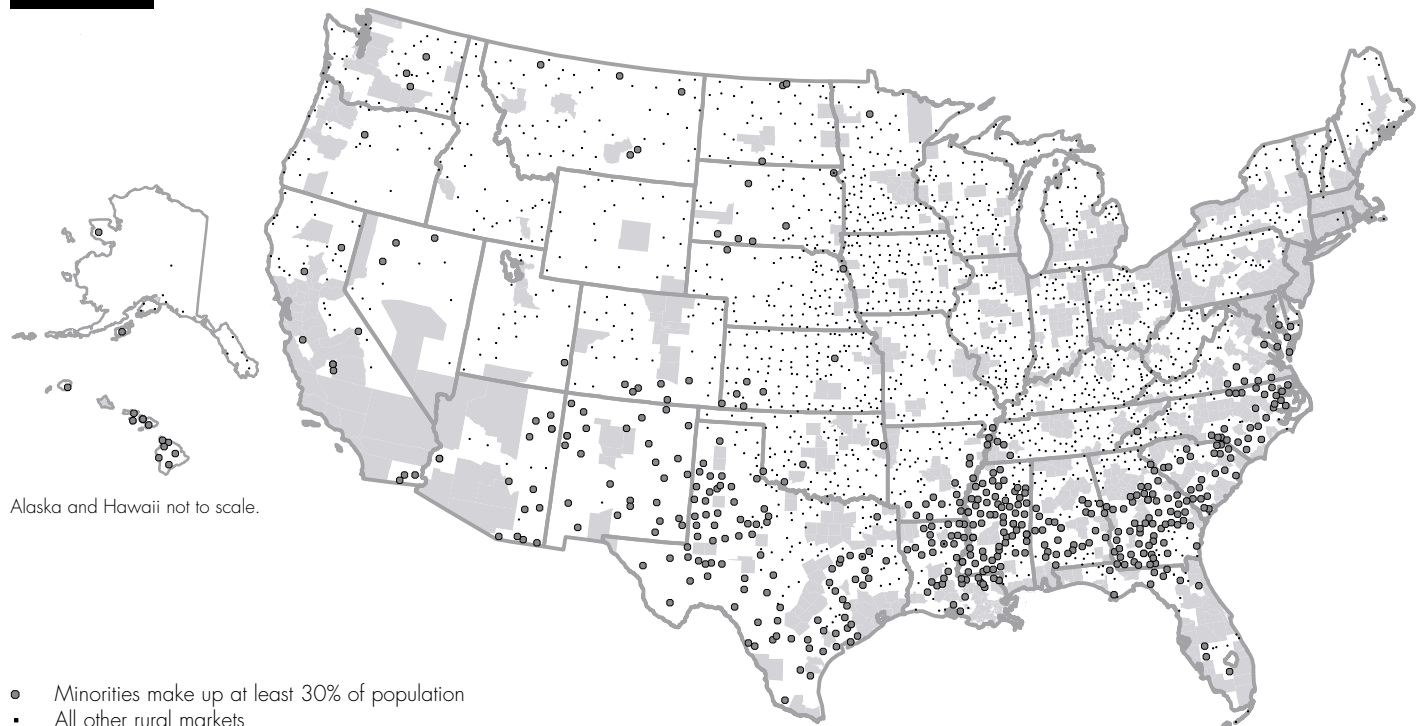 Alaska and Hawaii not to scale.
Minorities make up at least 30% of population
All other rural markets